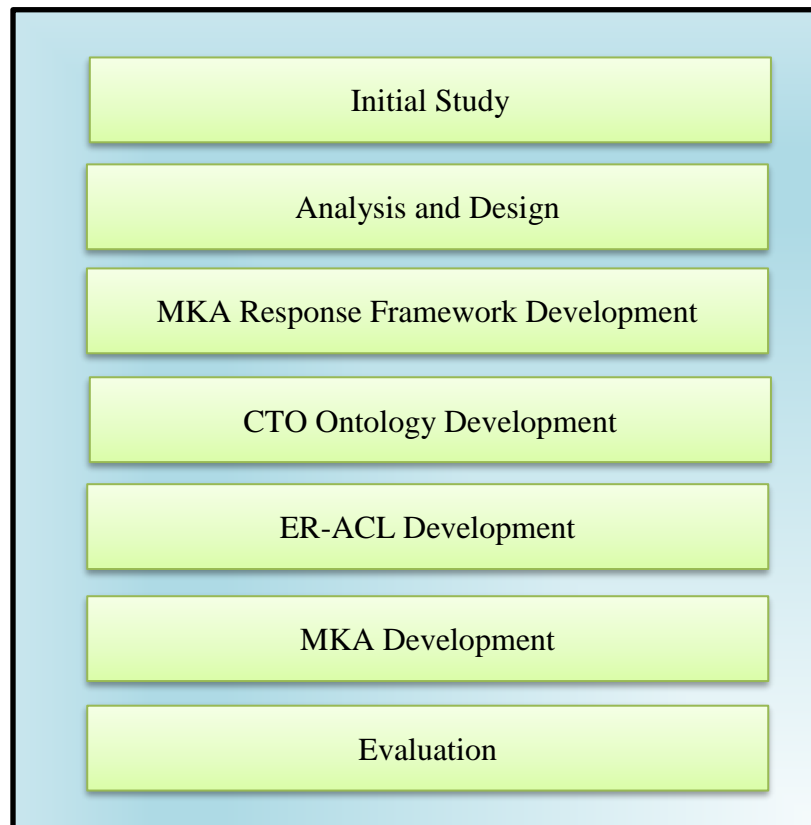 Initial Study
Analysis and Design
MKA Response Framework Development
CTO Ontology Development
ER-ACL Development
MKA Development
Evaluation